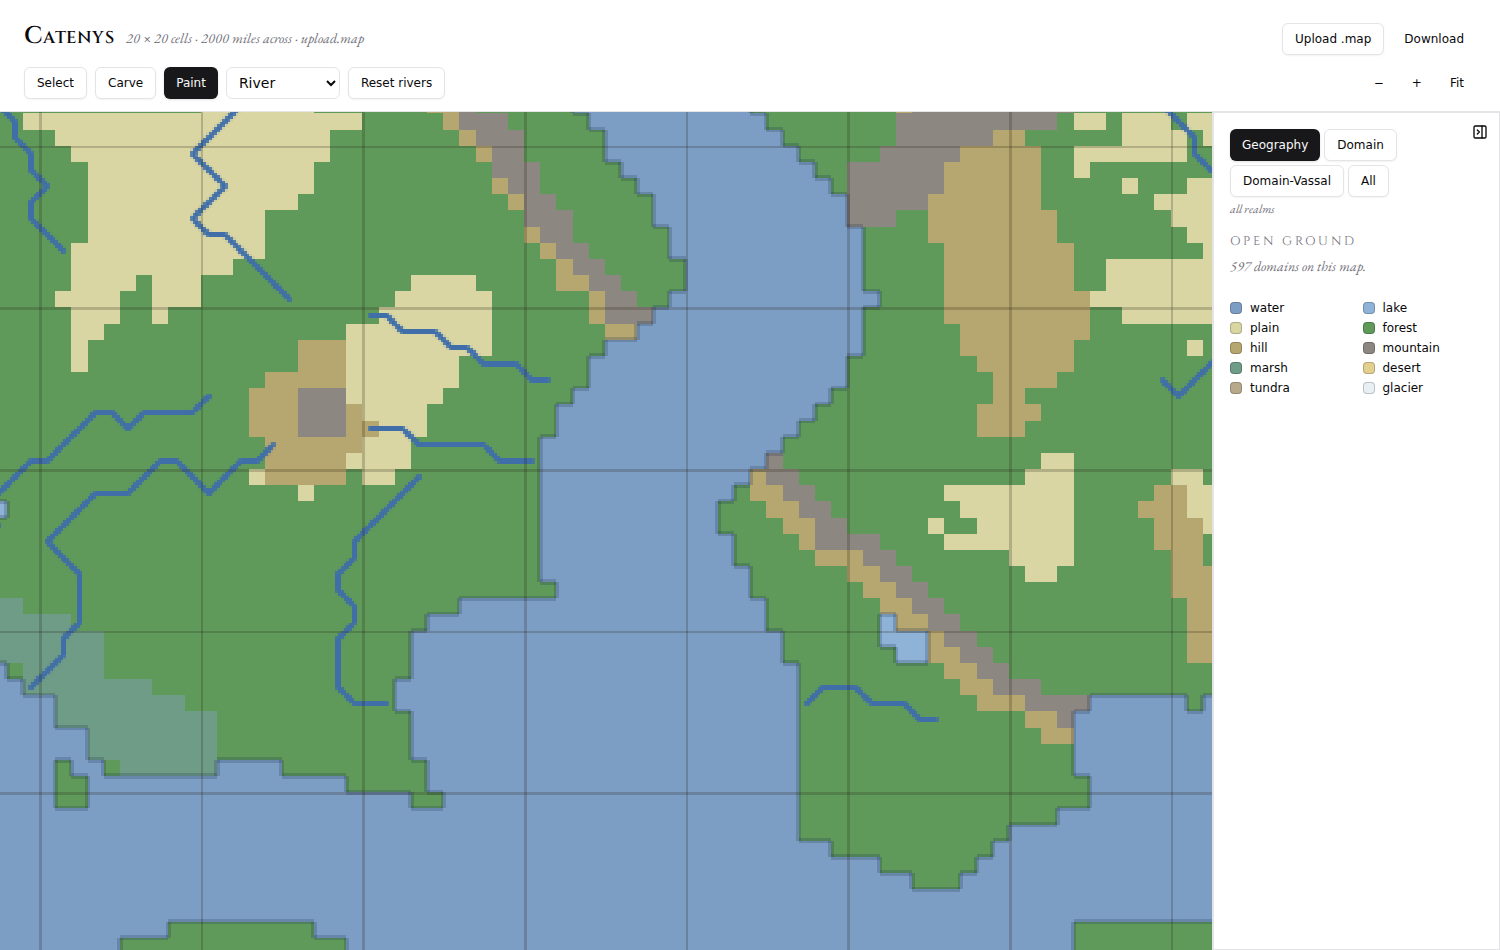 Catenys 20 × 20 cells · 2000 miles across · upload.map
Upload .map Download
Select Carve Paint River Reset rivers
− + Fit
Geography Domain
Domain-Vassal All
all realms
OPEN GROUND
597 domains on this map.
water lake
plain forest
hill mountain
marsh desert
tundra glacier